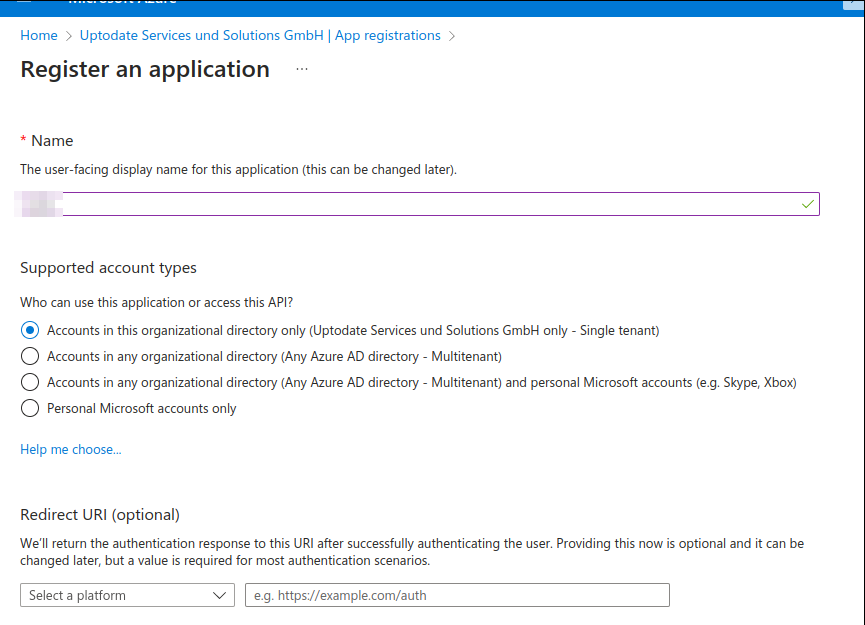 Microsoft Azure
Home > Uptodate Services und Solutions GmbH | App registrations >
Register an application ...
* Name
The user-facing display name for this application (this can be changed later).
Supported account types
Who can use this application or access this API?
Accounts in this organizational directory only (Uptodate Services und Solutions GmbH only - Single tenant)
Accounts in any organizational directory (Any Azure AD directory - Multitenant)
Accounts in any organizational directory (Any Azure AD directory - Multitenant) and personal Microsoft accounts (e.g. Skype, Xbox)
Personal Microsoft accounts only
Help me choose...
Redirect URI (optional)
We'll return the authentication response to this URI after successfully authenticating the user. Providing this now is optional and it can be
changed later, but a value is required for most authentication scenarios.
Select a platform
e.g. https://example.com/auth